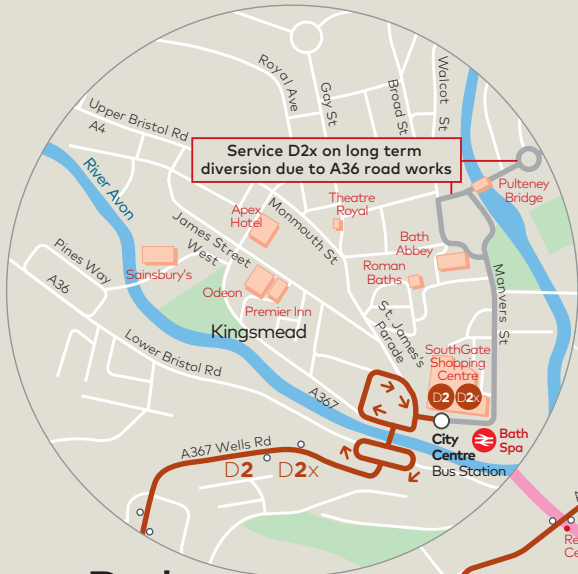 Royal Ave
Gay St
Broad St
Walcot St
Upper Bristol Rd
A4
Service D2x on long term
diversion due to A36 road works
River Avon
Pulteney
Bridge
Apex
Hotel
Monmouth St
Theatre
Royal
James Street
West
Bath
Abbey
Pines Way
A36
Sainsbury's
Roman
Baths
Odeon
Premier Inn
Manvers St
Kingsmead
St. James's
Parade
Lower Bristol Rd
SouthGate
Shopping
Centre
A367
D2 D2x
City
Centre
Bus Station
Bath
Spa
A367 Wells Rd
D2 D2x